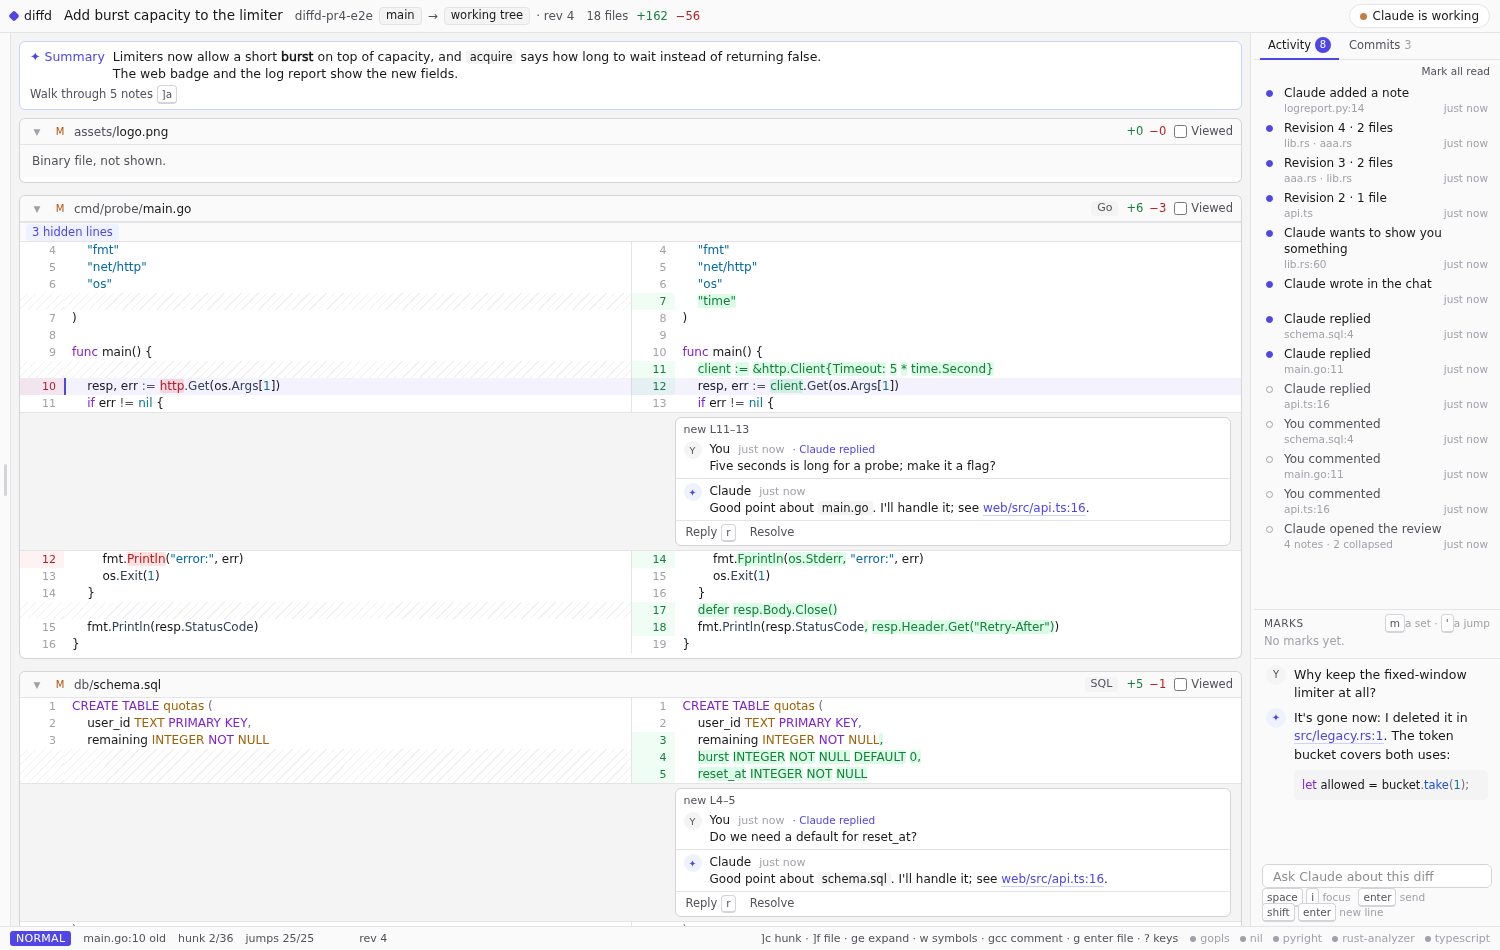 diffd Add burst capacity to the limiter diffd-pr4-e2e main → working tree · rev 4 18 files +162 −56 Claude is working
✦ Summary Limiters now allow a short burst on top of capacity, and acquire says how long to wait instead of returning false.
The web badge and the log report show the new fields.
Walk through 5 notes ]a
▼ M assets/logo.png +0 −0 Viewed
Binary file, not shown.
▼ M cmd/probe/main.go Go +6 −3 Viewed
3 hidden lines
4 "fmt" 4 "fmt"
5 "net/http" 5 "net/http"
6 "os" 6 "os"
7 "time"
7 ) 8 )
8 9
9 func main() { 10 func main() {
11 client := &http.Client{Timeout: 5 * time.Second}
10 resp, err := http.Get(os.Args[1]) 12 resp, err := client.Get(os.Args[1])
11 if err != nil { 13 if err != nil {
new L11–13
Y You just now · Claude replied
Five seconds is long for a probe; make it a flag?
✦ Claude just now
Good point about main.go. I'll handle it; see web/src/api.ts:16.
Reply r Resolve
12 fmt.Println("error:", err) 14 fmt.Fprintln(os.Stderr, "error:", err)
13 os.Exit(1) 15 os.Exit(1)
14 } 16 }
17 defer resp.Body.Close()
15 fmt.Println(resp.StatusCode) 18 fmt.Println(resp.StatusCode, resp.Header.Get("Retry-After"))
16 } 19 }
▼ M db/schema.sql SQL +5 −1 Viewed
1 CREATE TABLE quotas ( 1 CREATE TABLE quotas (
2 user_id TEXT PRIMARY KEY, 2 user_id TEXT PRIMARY KEY,
3 remaining INTEGER NOT NULL 3 remaining INTEGER NOT NULL,
4 burst INTEGER NOT NULL DEFAULT 0,
5 reset_at INTEGER NOT NULL
new L4–5
Y You just now · Claude replied
Do we need a default for reset_at?
✦ Claude just now
Good point about schema.sql. I'll handle it; see web/src/api.ts:16.
Reply r Resolve
Activity 8 Commits 3
Mark all read
Claude added a note
logreport.py:14 just now
Revision 4 · 2 files
lib.rs · aaa.rs just now
Revision 3 · 2 files
aaa.rs · lib.rs just now
Revision 2 · 1 file
api.ts just now
Claude wants to show you
something
lib.rs:60 just now
Claude wrote in the chat
just now
Claude replied
schema.sql:4 just now
Claude replied
main.go:11 just now
Claude replied
api.ts:16 just now
You commented
schema.sql:4 just now
You commented
main.go:11 just now
You commented
api.ts:16 just now
Claude opened the review
4 notes · 2 collapsed just now
MARKS m a set · ' a jump
No marks yet.
Y Why keep the fixed-window
limiter at all?
✦ It's gone now: I deleted it in
src/legacy.rs:1. The token
bucket covers both uses:
let allowed = bucket.take(1);
Ask Claude about this diff
space i focus enter send
shift enter new line
NORMAL main.go:10 old hunk 2/36 jumps 25/25 rev 4 ]c hunk · ]f file · ge expand · w symbols · gcc comment · g enter file · ? keys gopls nil pyright rust-analyzer typescript